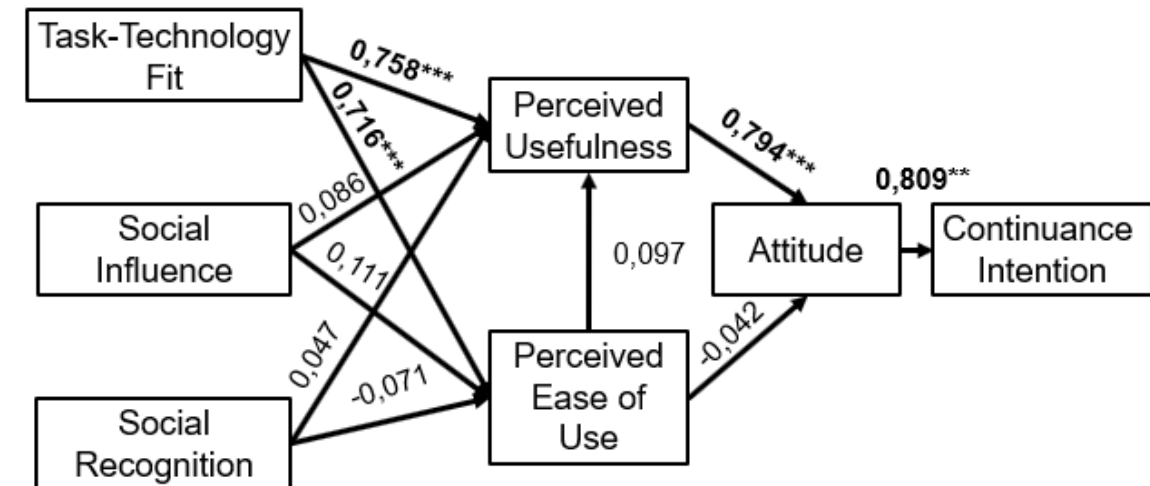 Task-Technology
Fit
0,758***
0,716***
Perceived
Usefulness
0,794***
0,809**
0,086
Social
Influence
0,111
0,097
Attitude
Continuance
Intention
0,047
-0,071
Perceived
Ease of
Use
-0,042
Social
Recognition